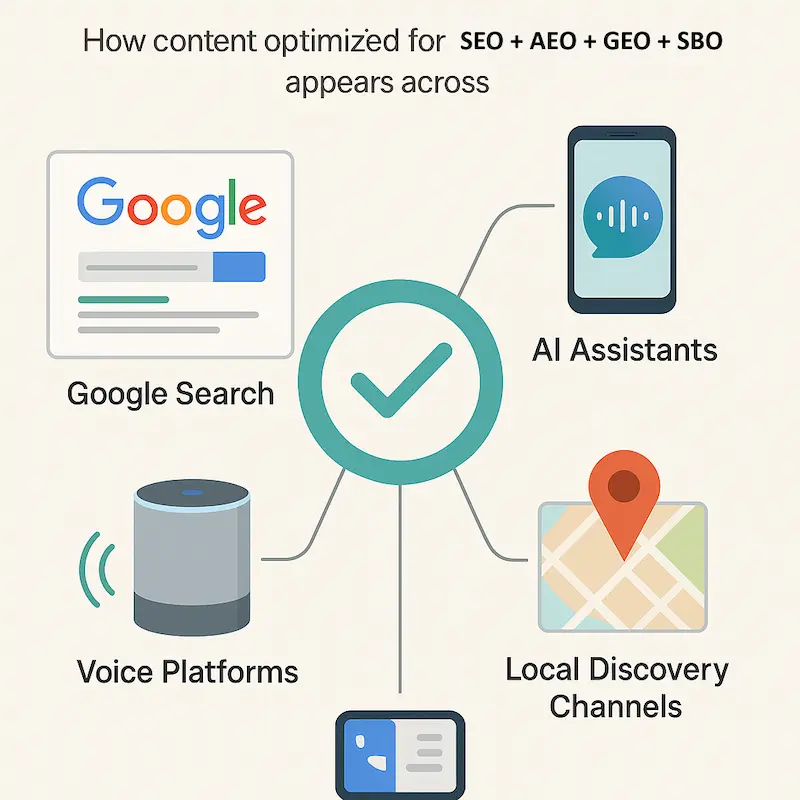 How content optimized for SEO + AEO + GEO + SBO
appears across
Google
Google Search
AI Assistants
Voice Platforms
Local Discovery
Channels